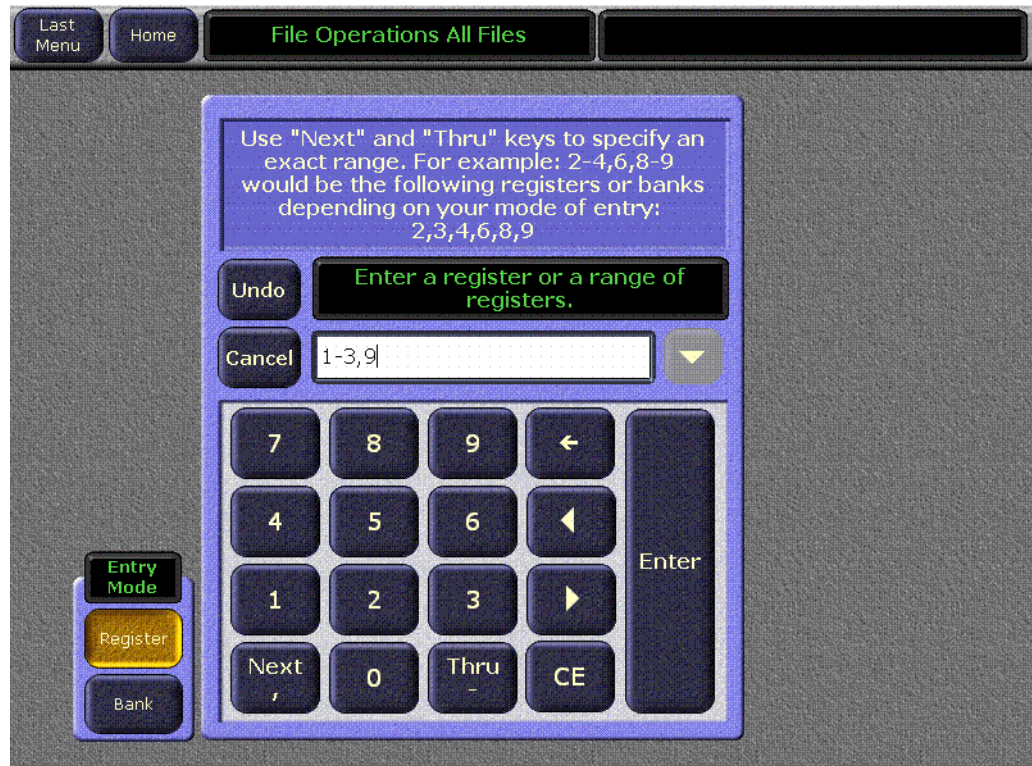 Last
Menu
Home
File Operations All Files
Use "Next" and "Thru" keys to specify an
exact range. For example: 2-4,6,8-9
would be the following registers or banks
depending on your mode of entry:
2,3,4,6,8,9
Undo
Enter a register or a range of
registers.
Cancel
1-3,9
7 8 9
4 5 6
Enter
1 2 3
Next
,
0
Thru
-
CE
Entry
Mode
Register
Bank